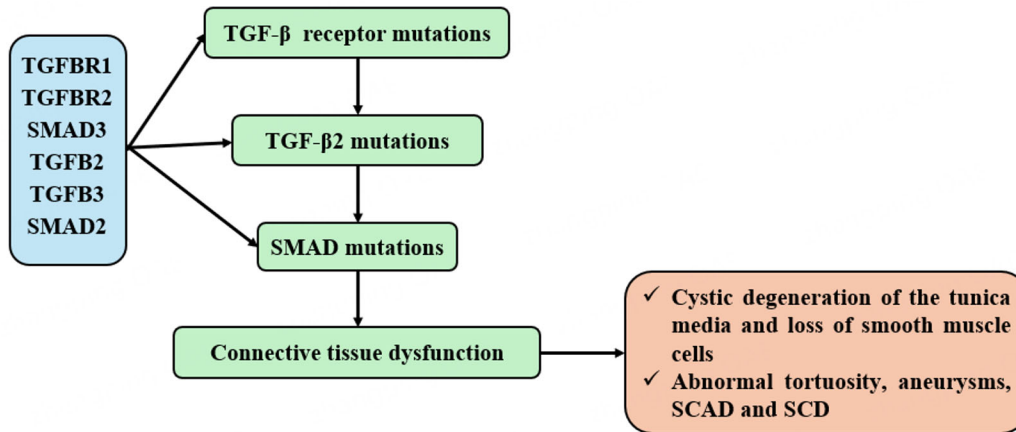 TGFBR1
TGFBR2
SMAD3
TGFB2
TGFB3
SMAD2
TGF-β receptor mutations
TGF-β2 mutations
SMAD mutations
Connective tissue dysfunction
✓ Cystic degeneration of the tunica
media and loss of smooth muscle
cells
✓ Abnormal tortuosity, aneurysms,
SCAD and SCD